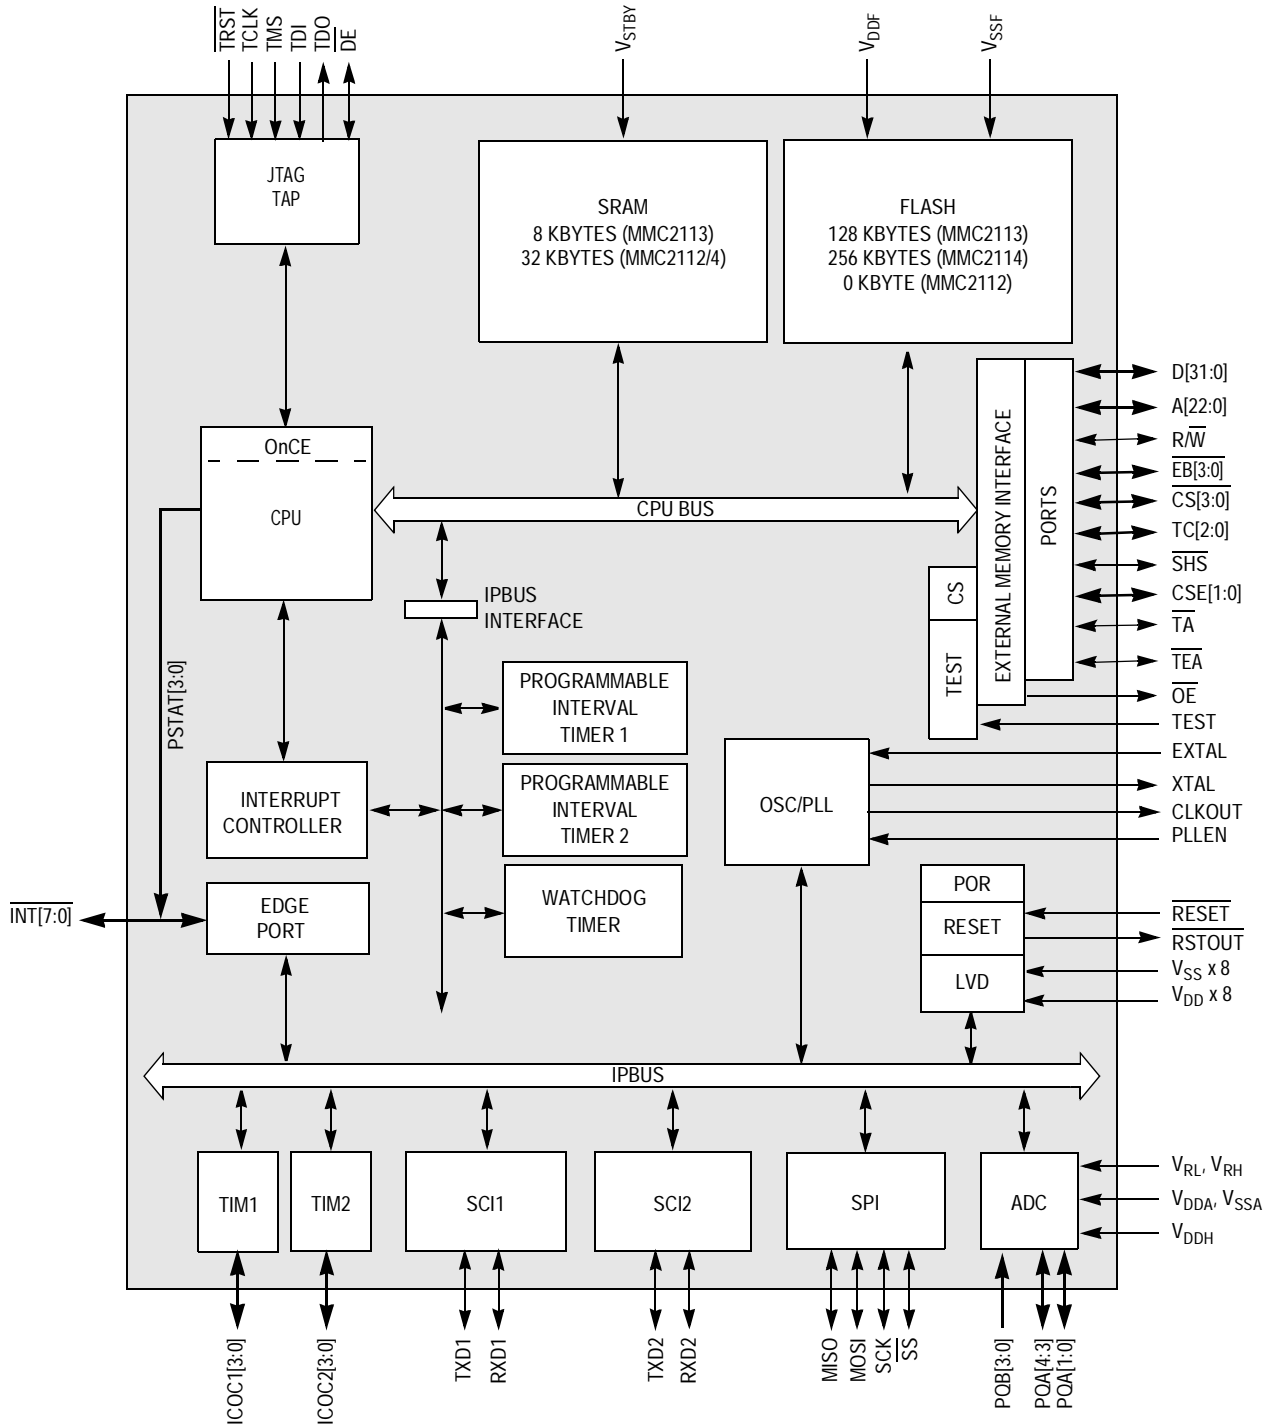 TRST
TCLK
TMS
TDI
TDO
DE
VSTBY
VDDF
VSSF
JTAG
TAP
SRAM
8 KBYTES (MMC2113)
32 KBYTES (MMC2112/4)
FLASH
128 KBYTES (MMC2113)
256 KBYTES (MMC2114)
0 KBYTE (MMC2112)
OnCE
CPU
CPU BUS
EXTERNAL MEMORY INTERFACE
PORTS
CS
TEST
D[31:0]
A[22:0]
R/W
EB[3:0]
CS[3:0]
TC[2:0]
SHS
CSE[1:0]
TA
TEA
OE
TEST
EXTAL
XTAL
CLKOUT
PLLEN
IPBUS
INTERFACE
PSTAT[3:0]
PROGRAMMABLE
INTERVAL
TIMER 1
PROGRAMMABLE
INTERVAL
TIMER 2
WATCHDOG
TIMER
INTERRUPT
CONTROLLER
OSC/PLL
INT[7:0]
EDGE
PORT
POR
RESET
LVD
RESET
RSTOUT
VSS x 8
VDD x 8
IPBUS
TIM1
TIM2
SCI1
SCI2
SPI
ADC
VRL, VRH
VDDA, VSSA
VDDH
ICOC1[3:0]
ICOC2[3:0]
TXD1
RXD1
TXD2
RXD2
MISO
MOSI
SCK
SS
PQB[3:0]
PQA[4:3]
PQA[1:0]